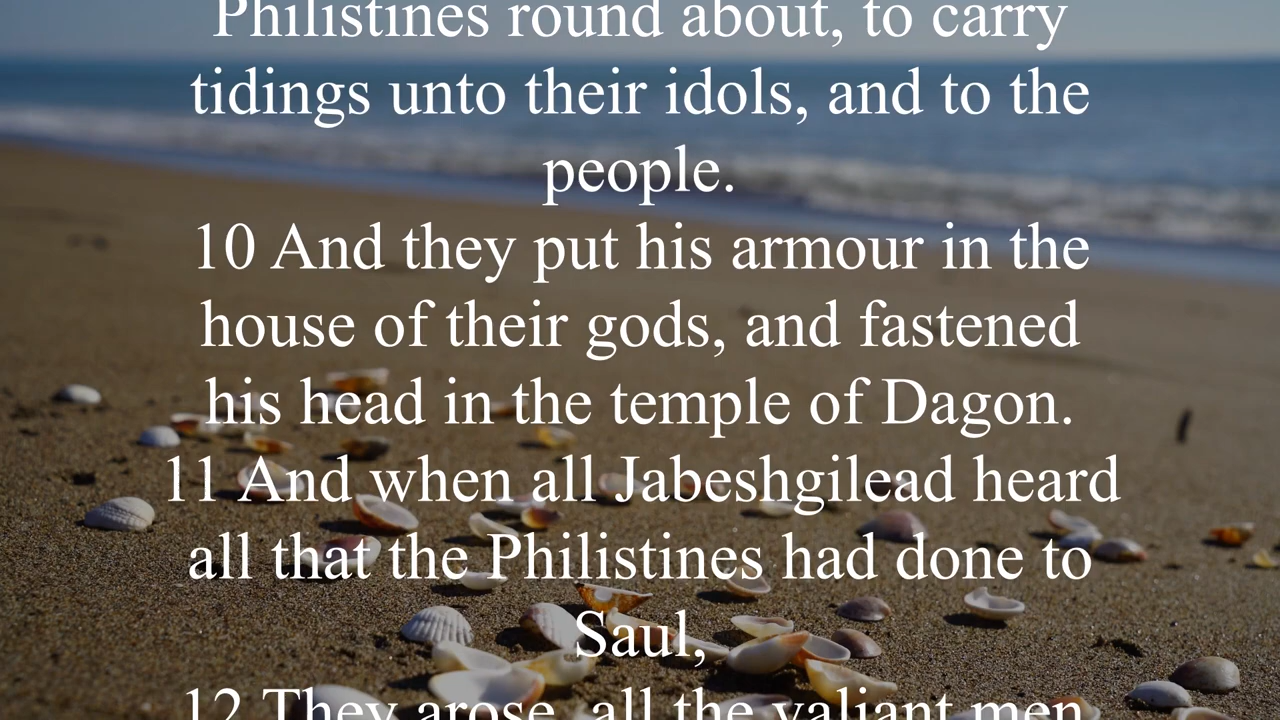 Philistines round about, to carry
tidings unto their idols, and to the
people.
10 And they put his armour in the
house of their gods, and fastened
his head in the temple of Dagon.
11 And when all Jabeshgilead heard
all that the Philistines had done to
Saul,
12 They arose, all the valiant men,